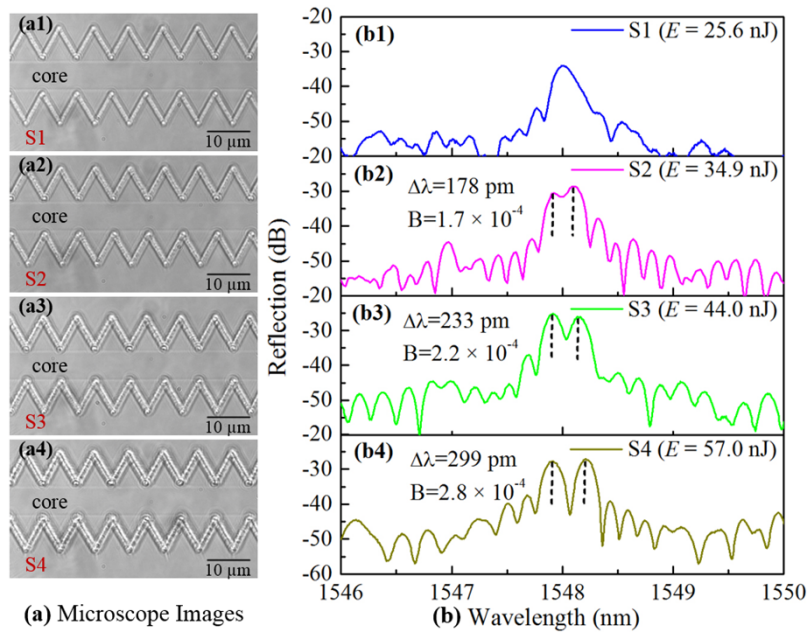 (a1)
core
S1
10 µm
(a2)
core
S2
10 µm
(a3)
core
S3
10 µm
(a4)
core
S4
10 µm
(a) Microscope Images
Reflection (dB)
-20
(b1)
S1 (E = 25.6 nJ)
-30
-40
-50
-20
(b2)
S2 (E = 34.9 nJ)
Δλ=178 pm
B=1.7 × 10⁻⁴
-30
-40
-50
-20
(b3)
S3 (E = 44.0 nJ)
Δλ=233 pm
B=2.2 × 10⁻⁴
-30
-40
-50
-20
(b4)
S4 (E = 57.0 nJ)
Δλ=299 pm
B=2.8 × 10⁻⁴
-30
-40
-50
-60
1546 1547 1548 1549 1550
(b) Wavelength (nm)